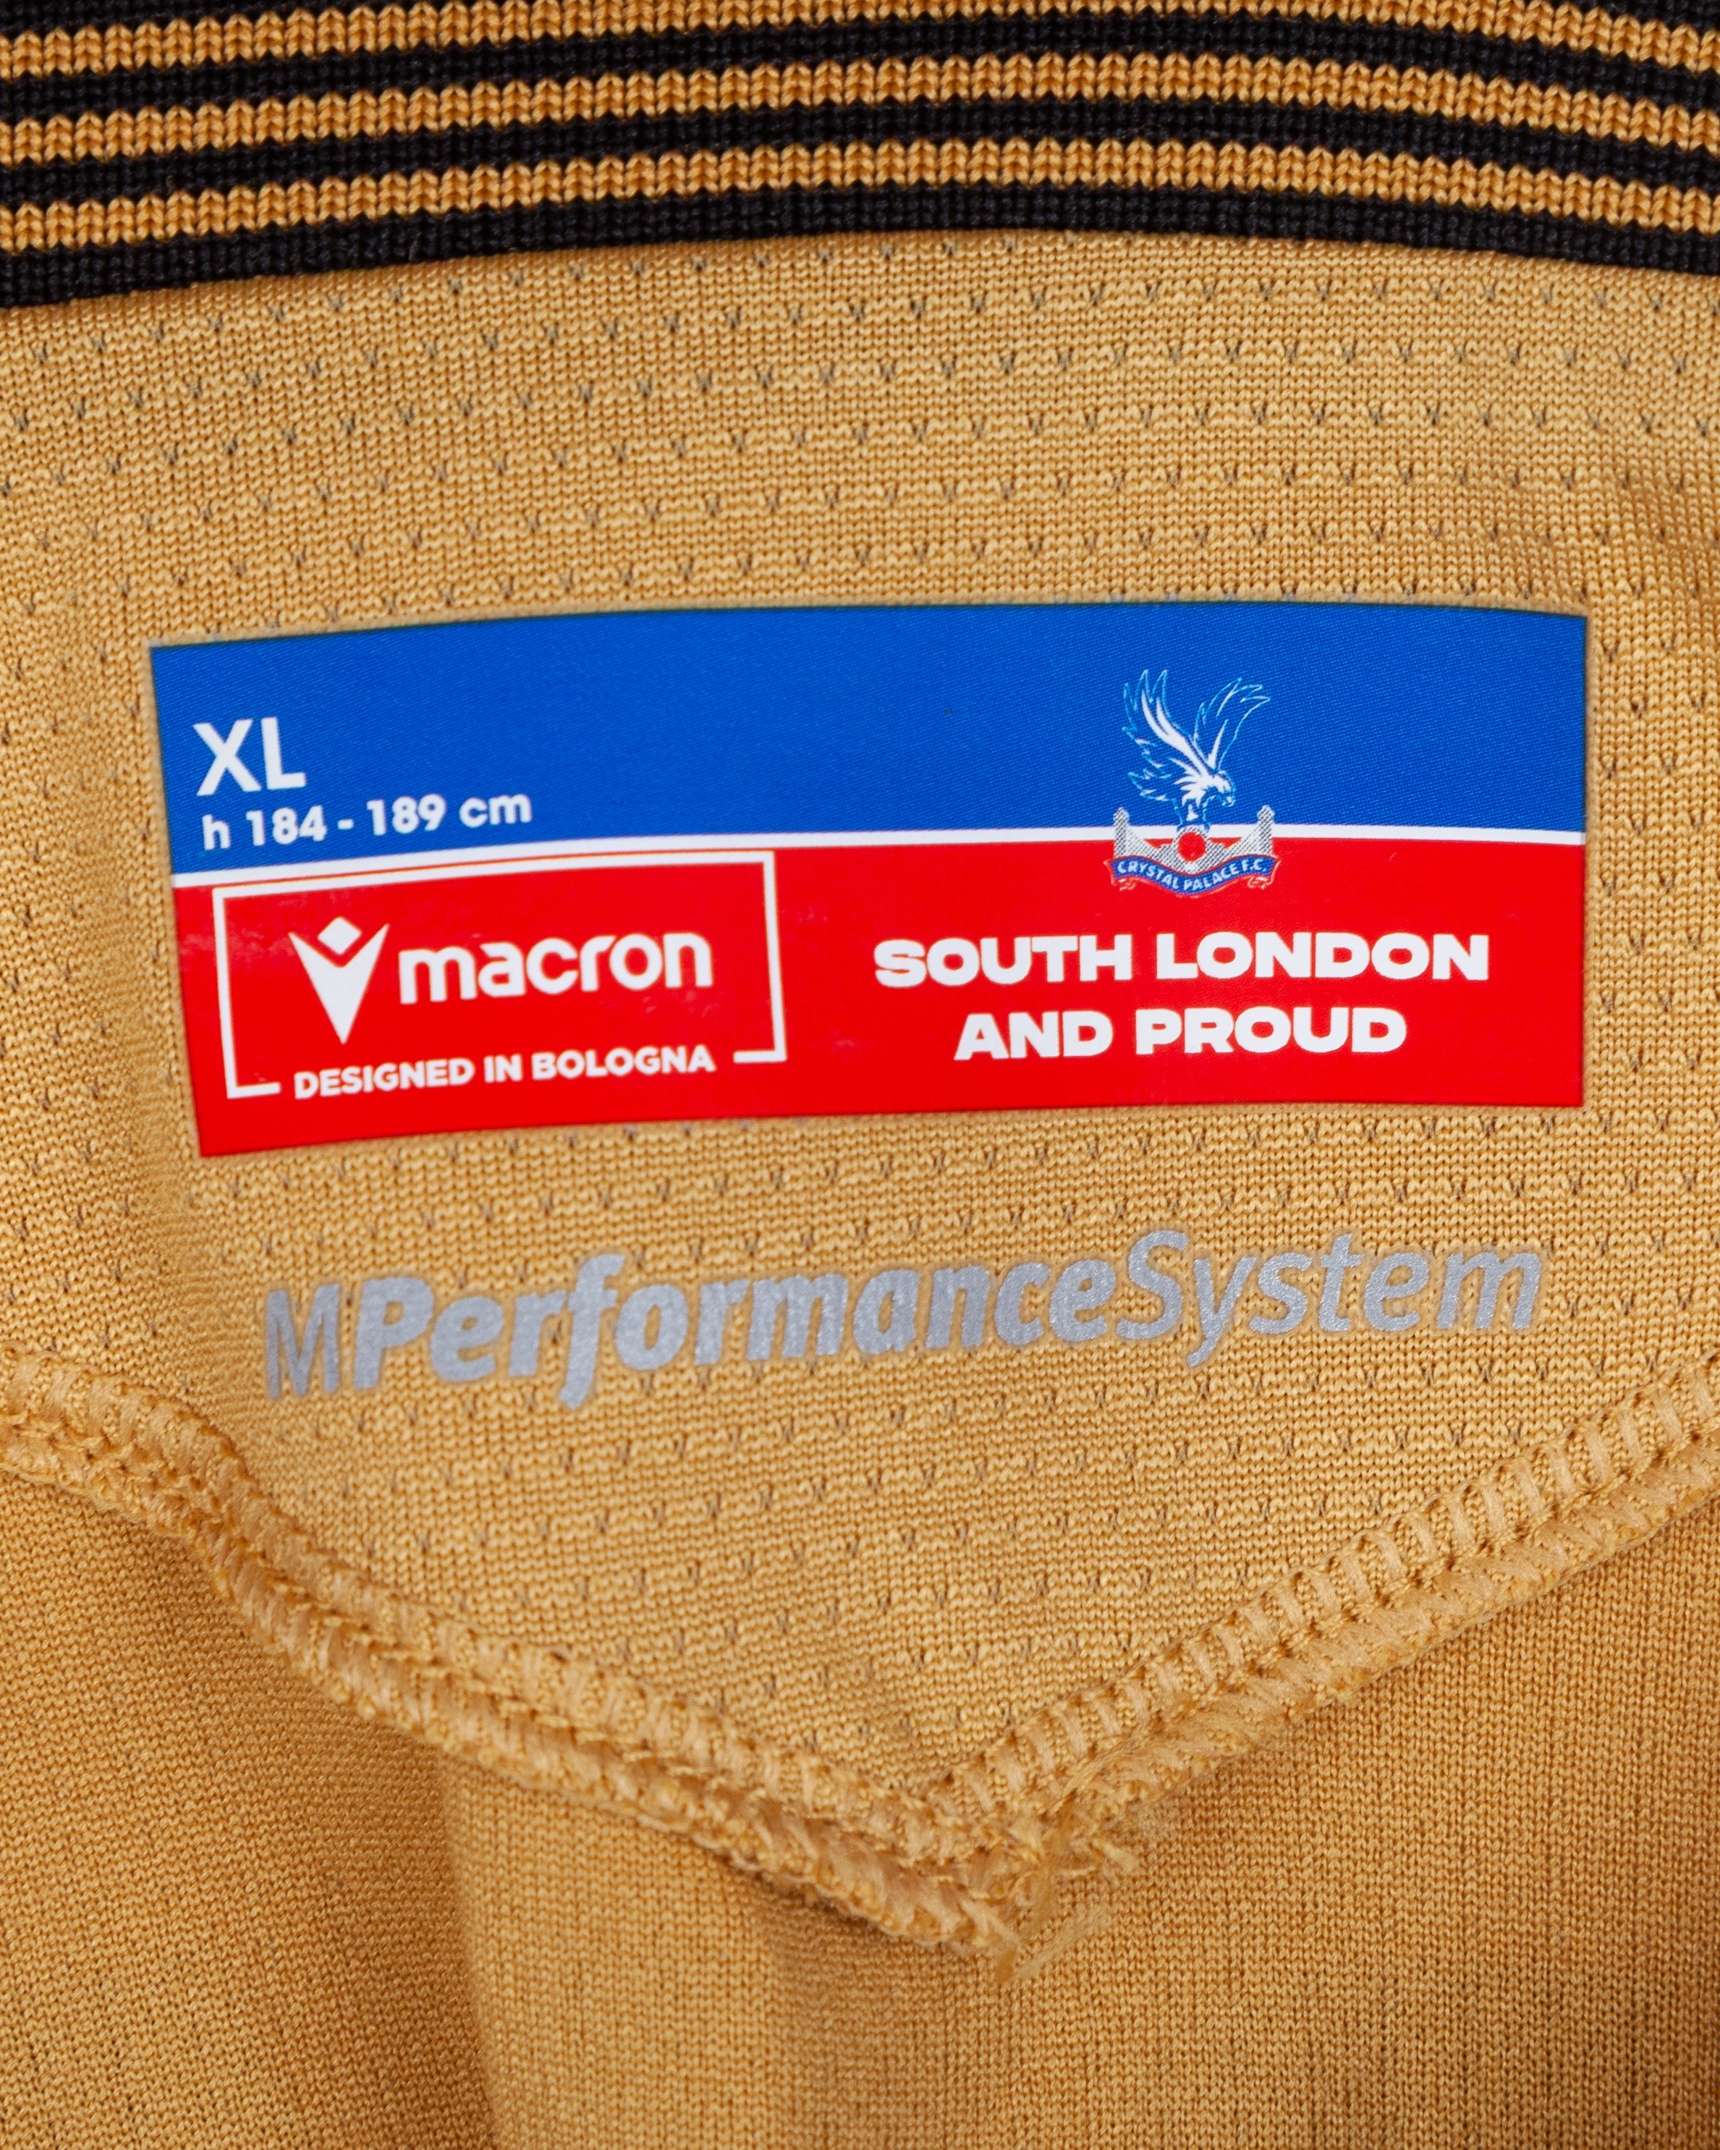 XL
h 184 - 189 cm
CRYSTAL PALACE F.C.
macron
DESIGNED IN BOLOGNA
SOUTH LONDON
AND PROUD
MPerformanceSystem